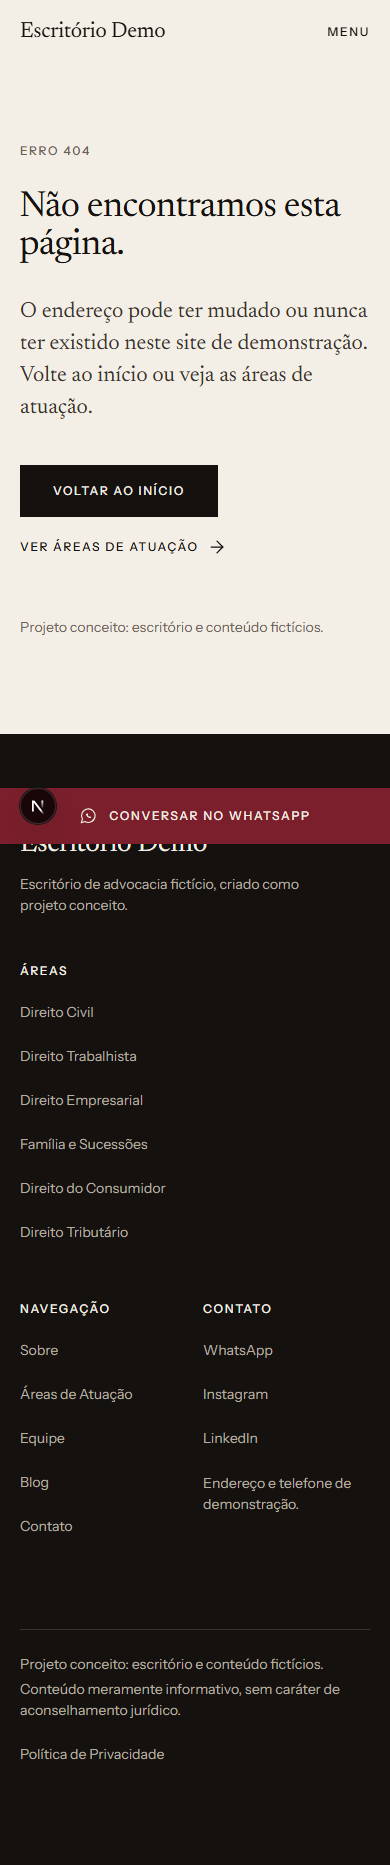 Escritório Demo
MENU
ERRO 404
Não encontramos esta
página.
O endereço pode ter mudado ou nunca
ter existido neste site de demonstração.
Volte ao início ou veja as áreas de
atuação.
VOLTAR AO INÍCIO
VER ÁREAS DE ATUAÇÃO
Projeto conceito: escritório e conteúdo fictícios.
N
CONVERSAR NO WHATSAPP
Escritório Demo
Escritório de advocacia fictício, criado como
projeto conceito.
ÁREAS
Direito Civil
Direito Trabalhista
Direito Empresarial
Família e Sucessões
Direito do Consumidor
Direito Tributário
NAVEGAÇÃO
Sobre
Áreas de Atuação
Equipe
Blog
Contato
CONTATO
WhatsApp
Instagram
LinkedIn
Endereço e telefone de
demonstração.
Projeto conceito: escritório e conteúdo fictícios.
Conteúdo meramente informativo, sem caráter de
aconselhamento jurídico.
Política de Privacidade